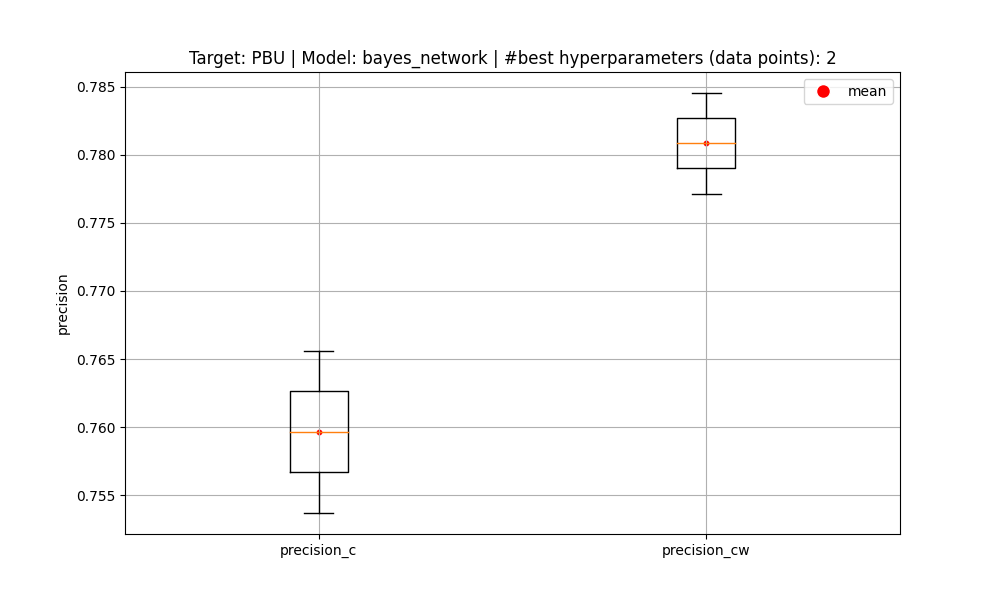 Target: PBU | Model: bayes_network | #best hyperparameters (data points): 2
mean
0.785
0.780
0.775
0.770
0.765
0.760
0.755
precision
precision_c
precision_cw